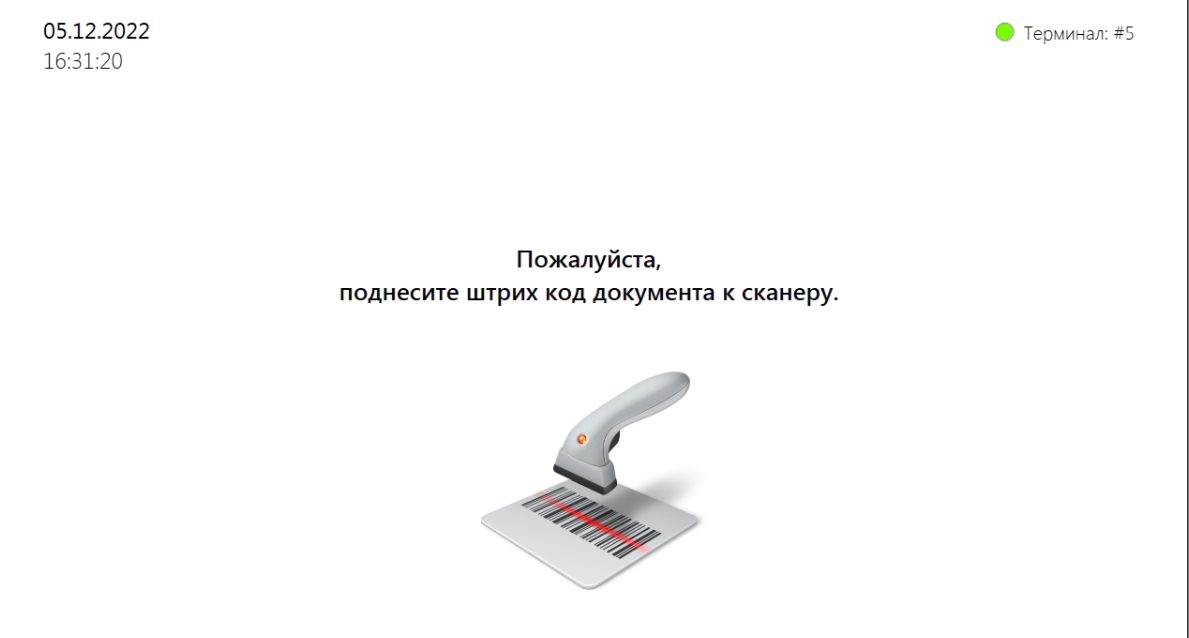 05.12.2022
16:31:20
Терминал: #5
Пожалуйста,
поднесите штрих код документа к сканеру.